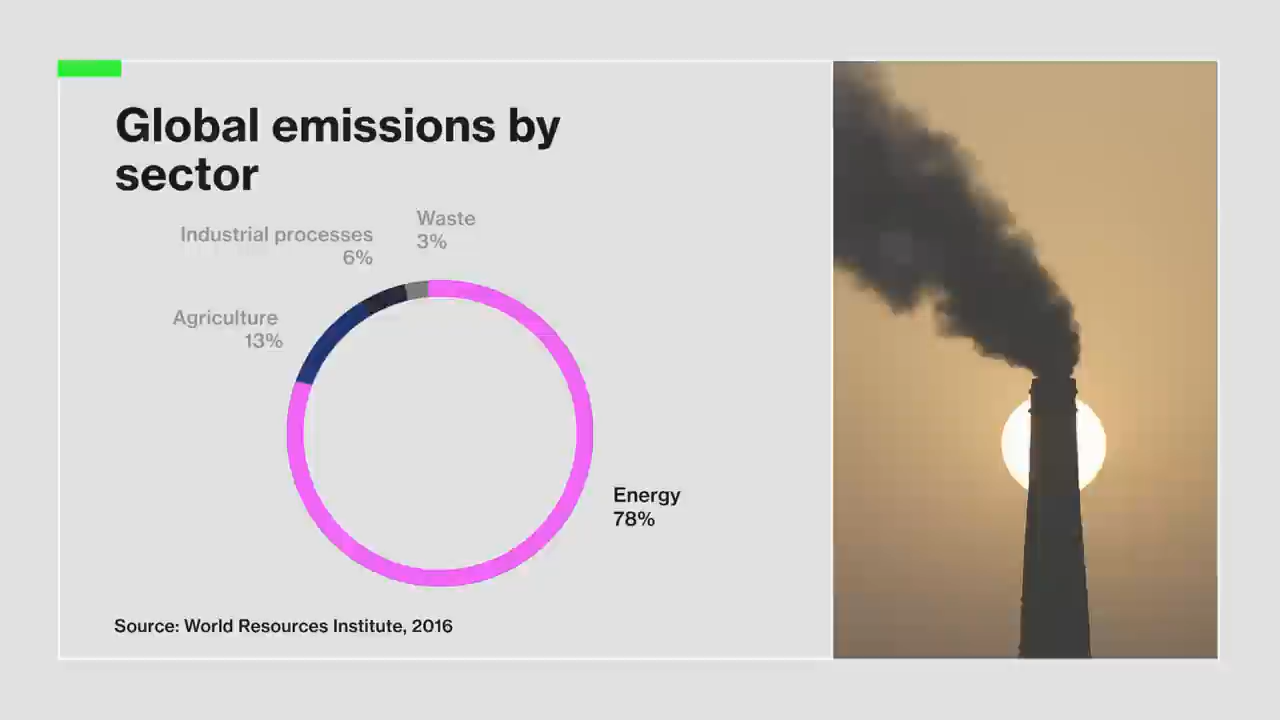 Global emissions by
sector
Waste
3%
Industrial processes
6%
Agriculture
13%
Energy
78%
Source: World Resources Institute, 2016